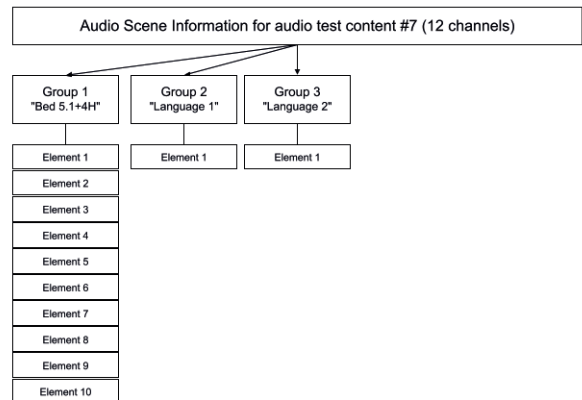 Audio Scene Information for audio test content #7 (12 channels)
Group 1
"Bed 5.1+4H"
Group 2
"Language 1"
Group 3
"Language 2"
Element 1
Element 1
Element 1
Element 2
Element 3
Element 4
Element 5
Element 6
Element 7
Element 8
Element 9
Element 10